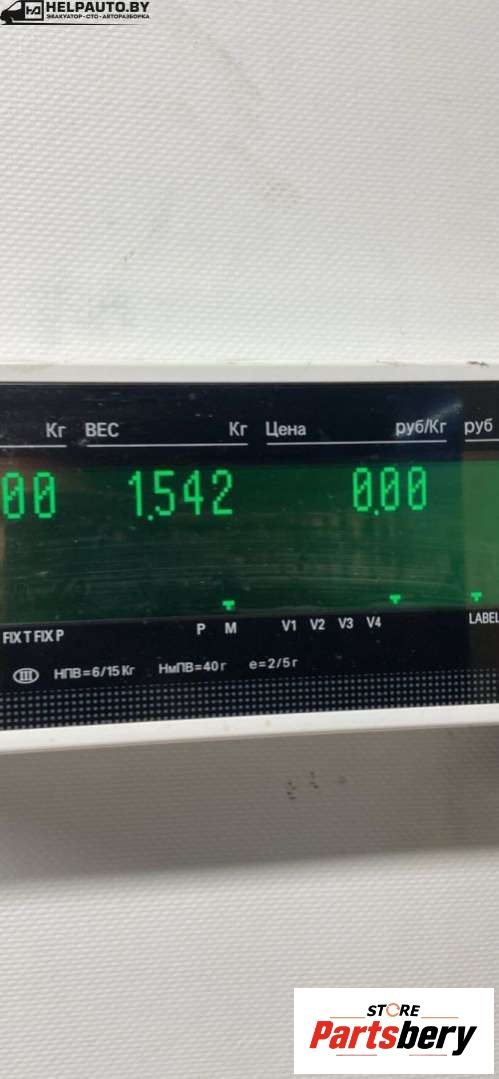 HELPAUTO.BY
ЭВАКУАТОР-СТО-АВТОРАЗБОРКА
Кг ВЕС Кг Цена руб/Кг руб
00 1.542 0.00
FIX T FIX P P M V1 V2 V3 V4 LABEL
III НПВ=6/15 Кг НмПВ=40 г e=2/5 г
STORE
Partsbery